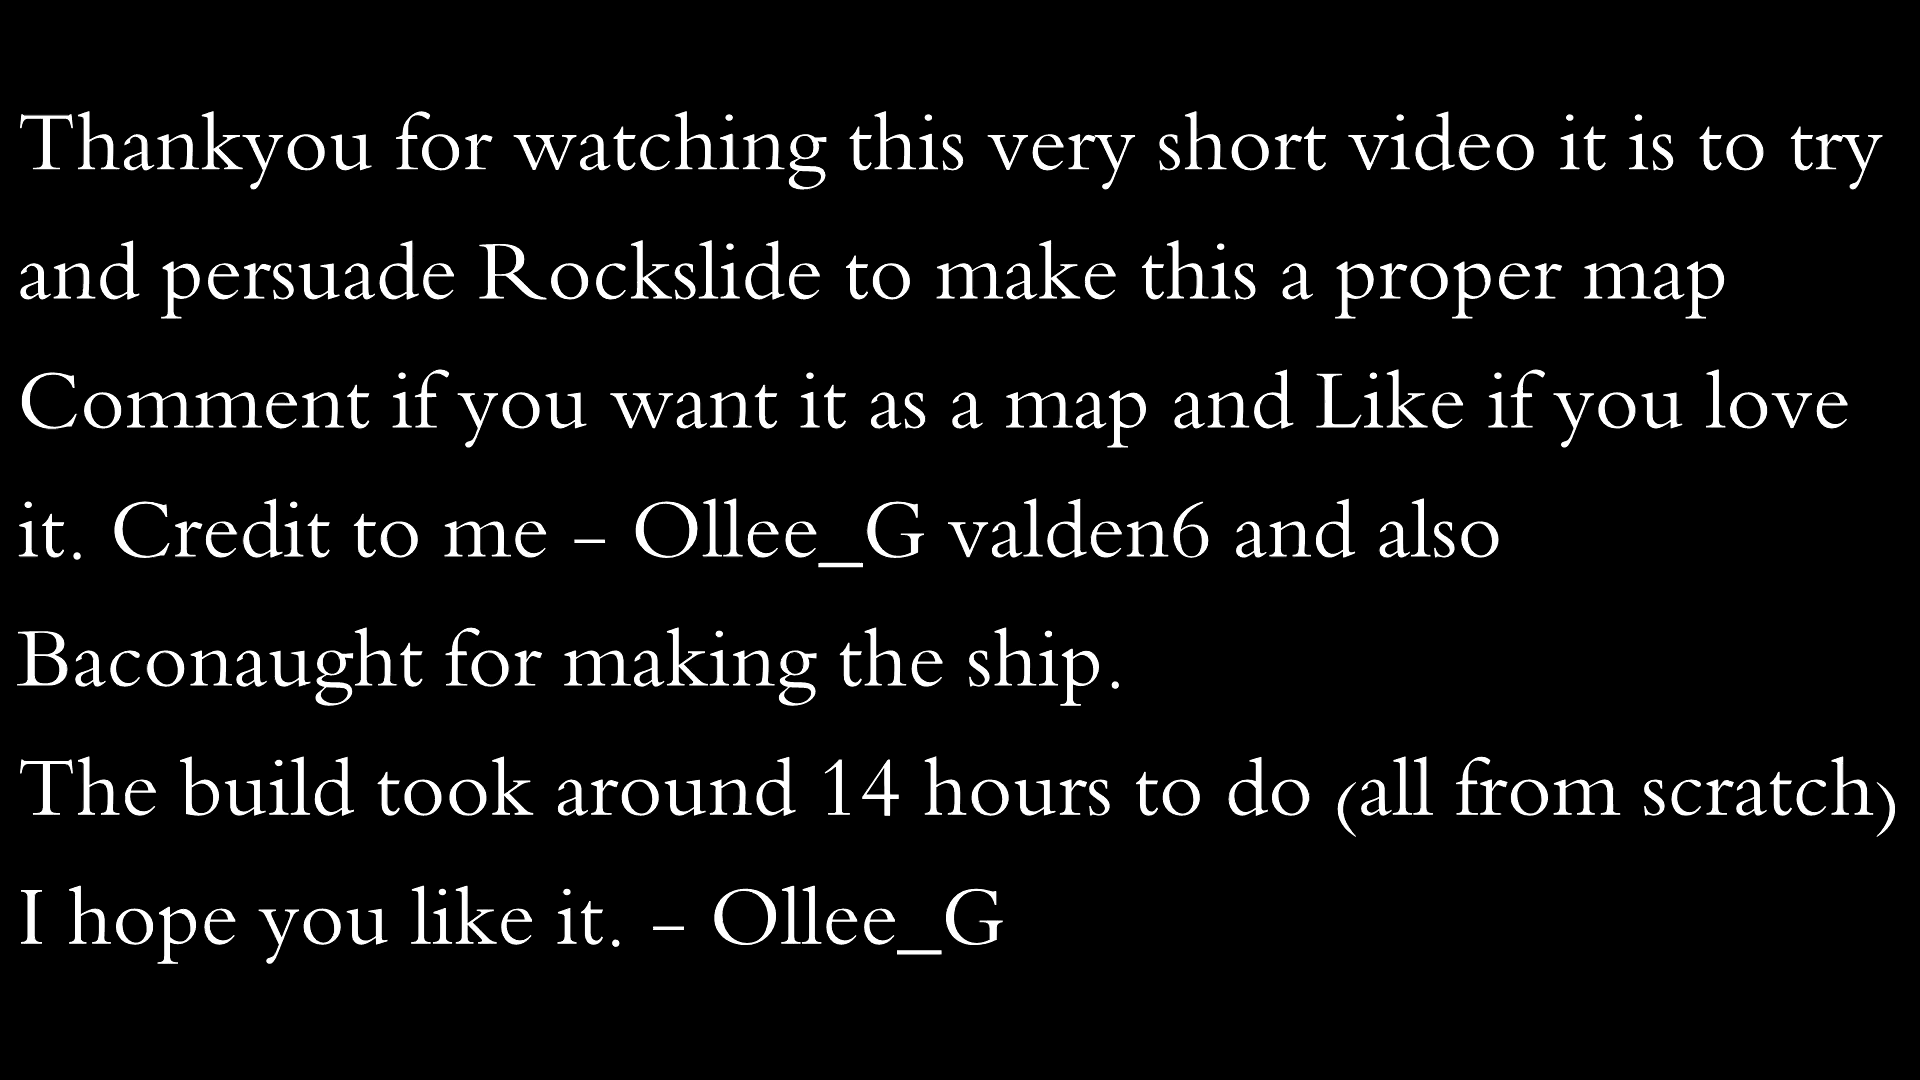 Thankyou for watching this very short video it is to try
and persuade Rockslide to make this a proper map
Comment if you want it as a map and Like if you love
it. Credit to me - Ollee_G valden6 and also
Baconaught for making the ship.
The build took around 14 hours to do (all from scratch)
I hope you like it. - Ollee_G